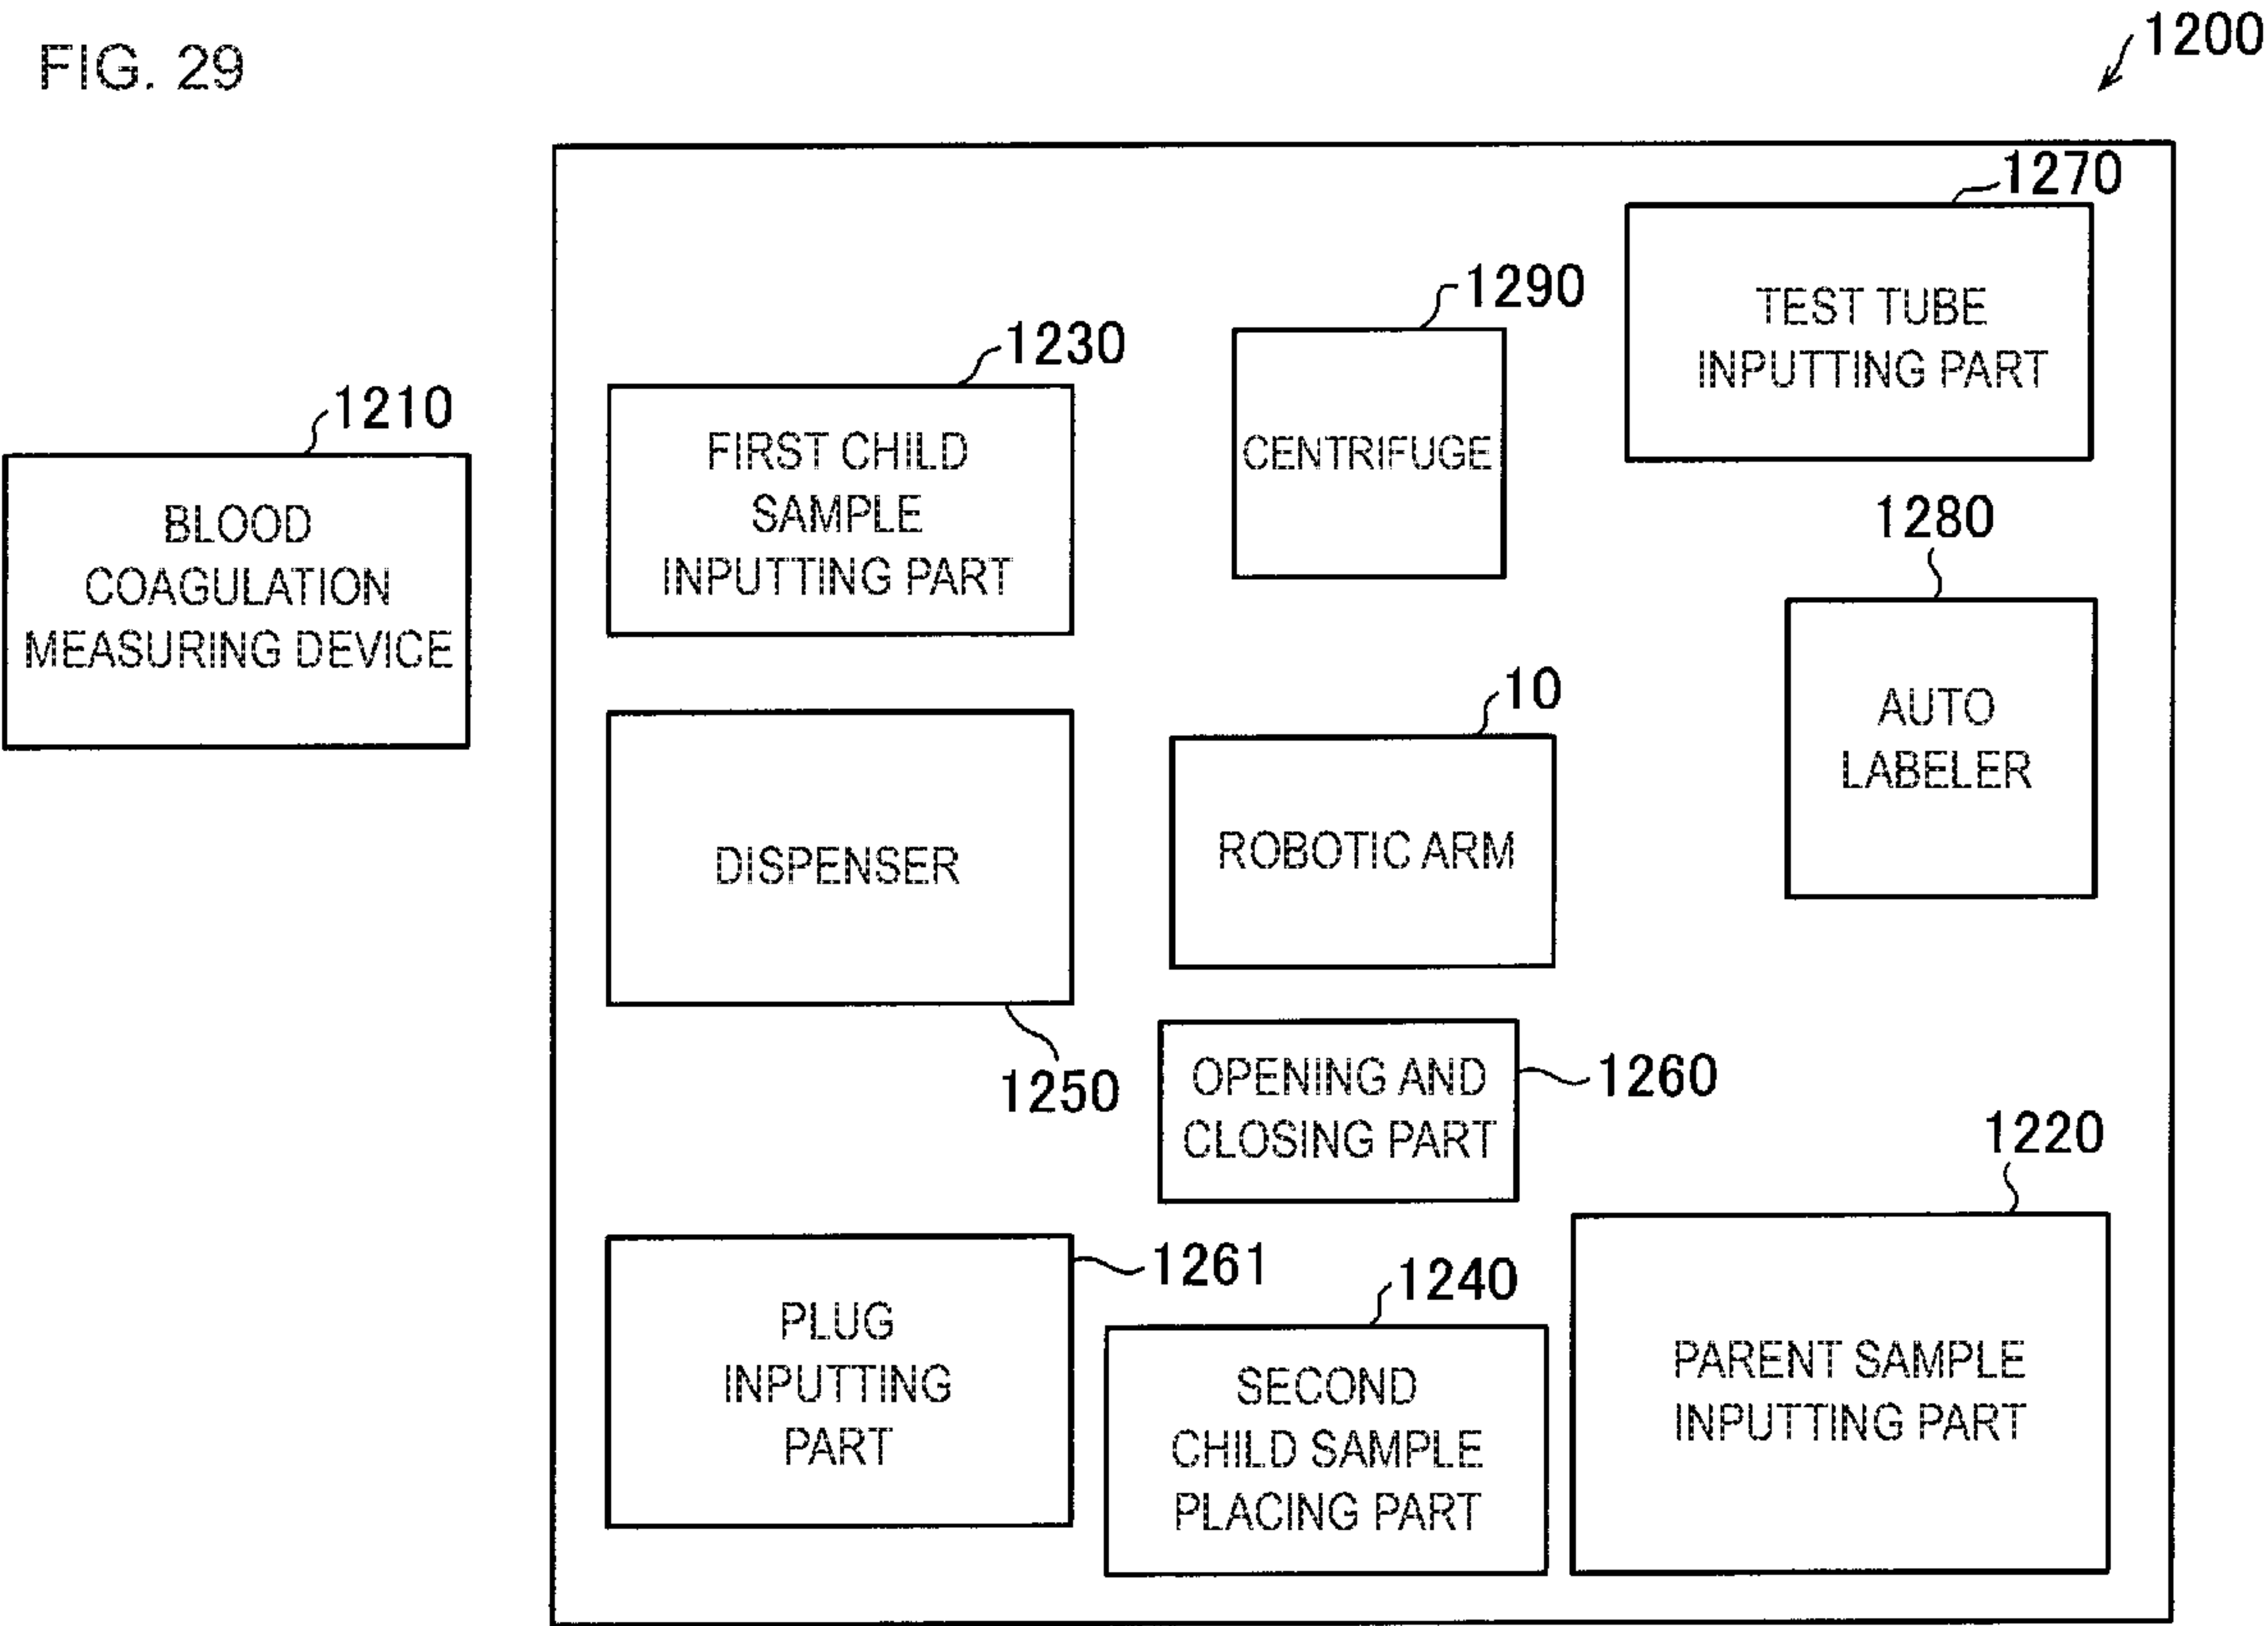 FIG. 29
1200
1270
TEST TUBE
INPUTTING PART
1290
CENTRIFUGE
1230
FIRST CHILD
SAMPLE
INPUTTING PART
1210
BLOOD
COAGULATION
MEASURING DEVICE
1280
AUTO
LABELER
10
ROBOTIC ARM
DISPENSER
1250
OPENING AND
CLOSING PART
1260
1220
PARENT SAMPLE
INPUTTING PART
1261
PLUG
INPUTTING
PART
1240
SECOND
CHILD SAMPLE
PLACING PART